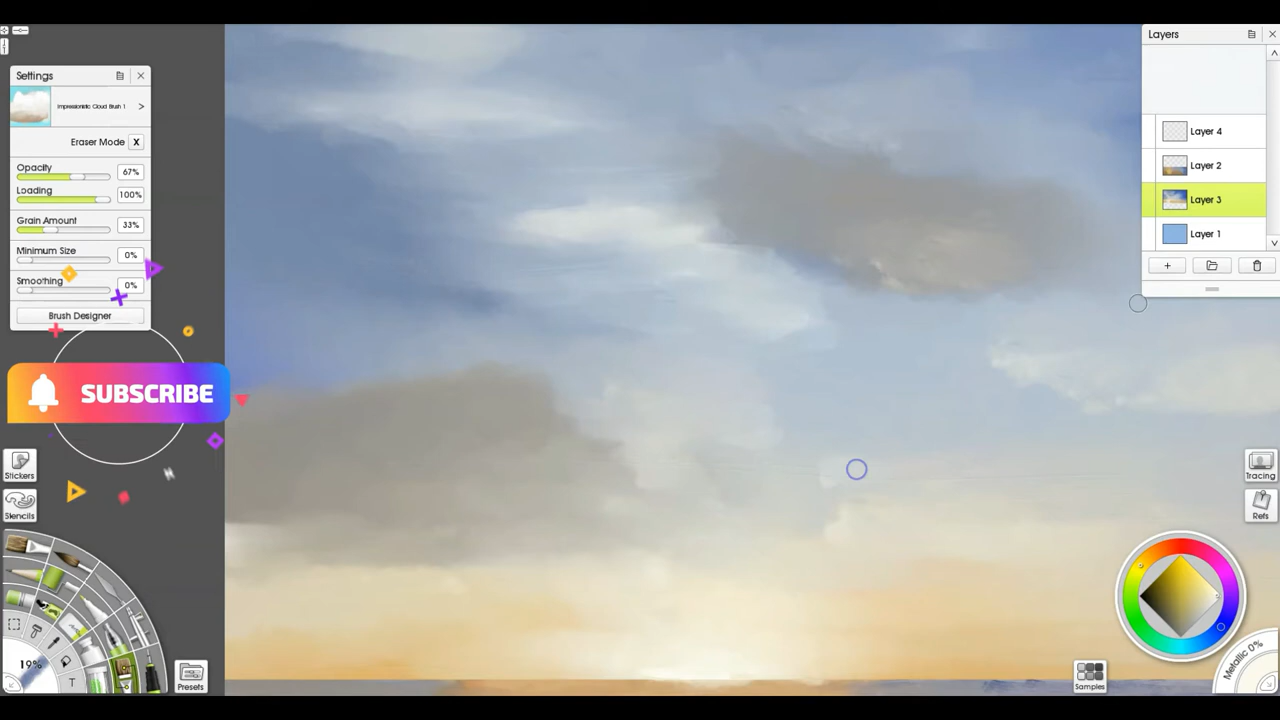 Settings
Impressionistic Cloud Brush 1
>
Eraser Mode X
Opacity
67%
Loading
100%
Grain Amount
33%
Minimum Size
0%
Smoothing
0%
Brush Designer
SUBSCRIBE
Stickers
Stencils
19%
T
Presets
Layers
Layer 4
Layer 2
Layer 3
Layer 1
+
Tracing
Refs
Samples
Metallic 0%